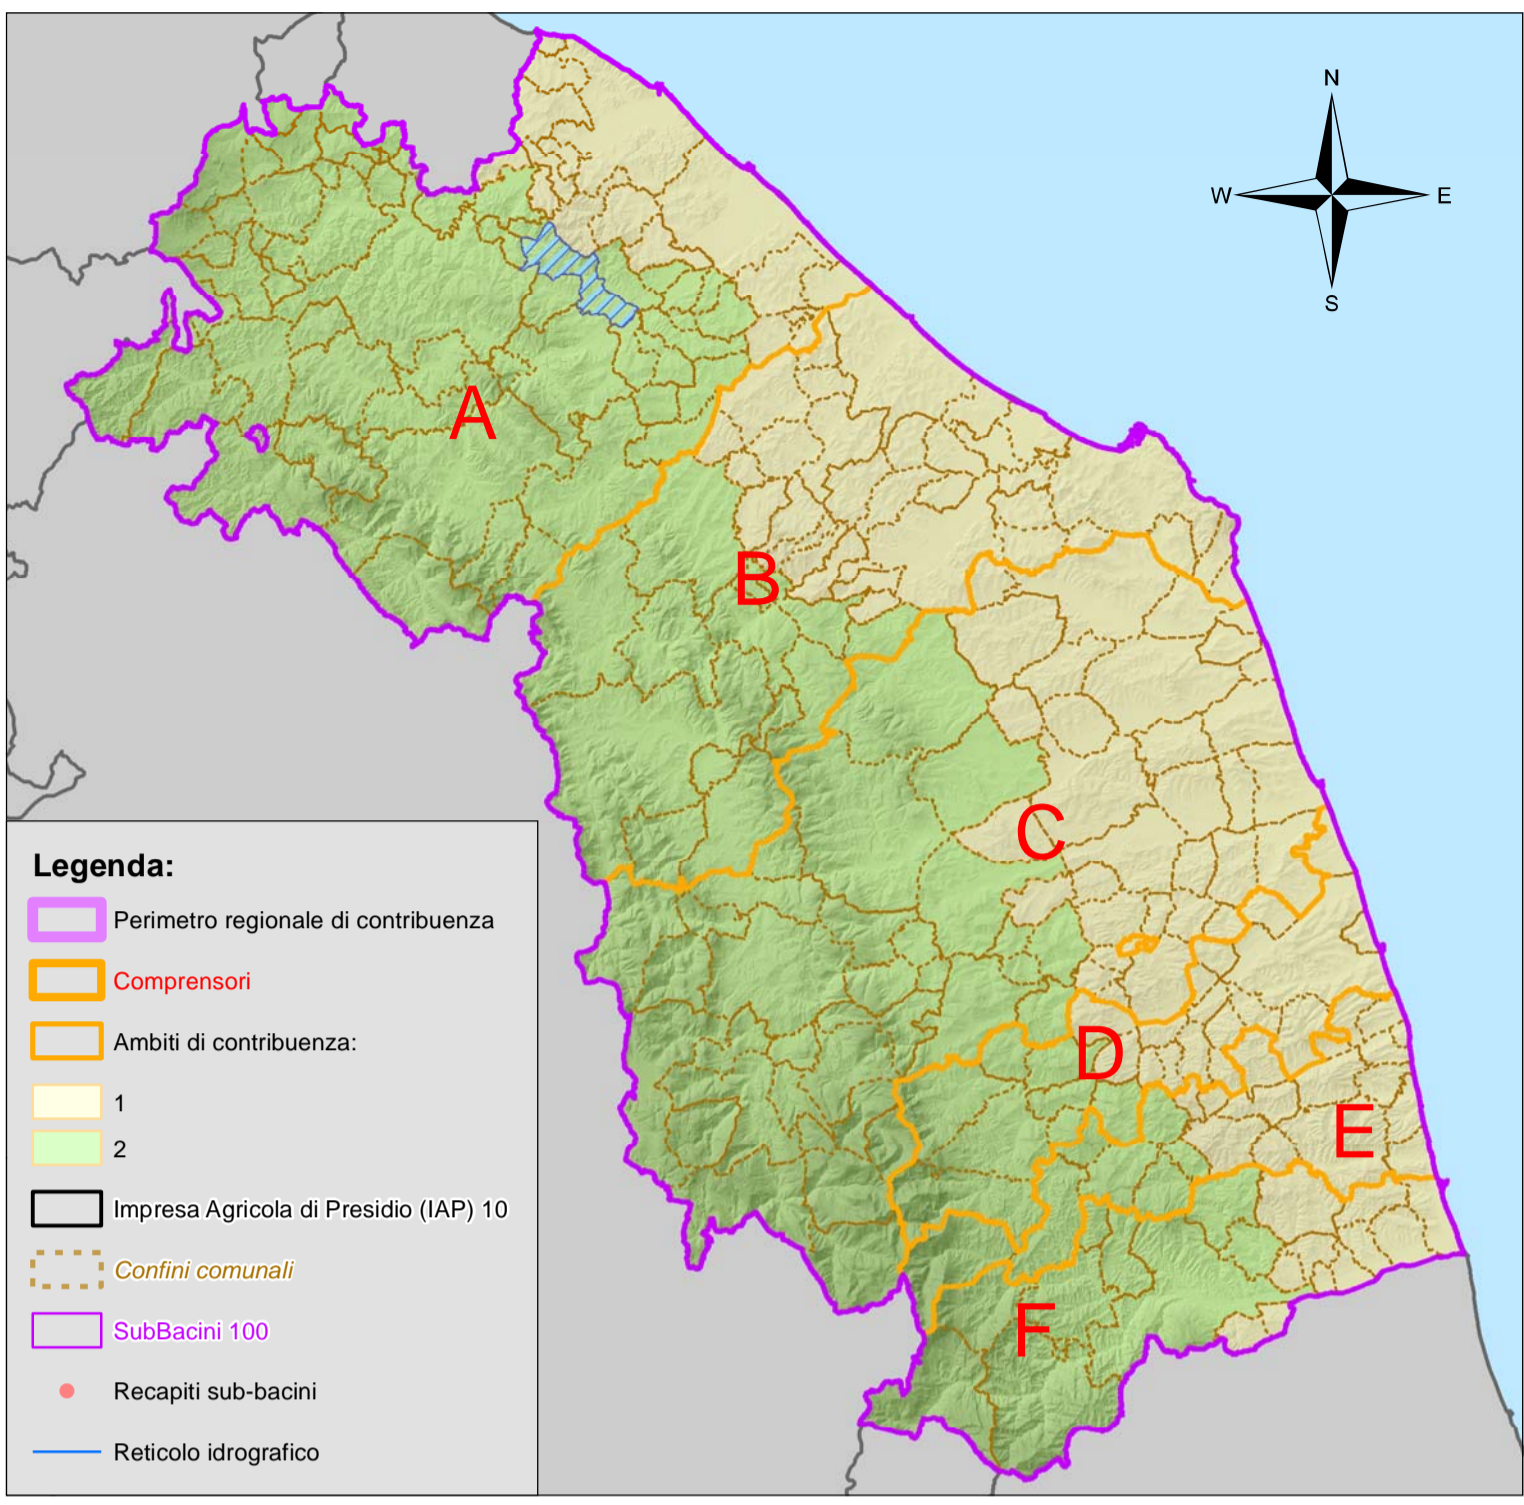 N
W
E
S
A
B
C
D
E
F
Legenda:
Perimetro regionale di contribuenza
Comprensori
Ambiti di contribuenza:
1
2
Impresa Agricola di Presidio (IAP) 10
Confini comunali
SubBacini 100
Recapiti sub-bacini
Reticolo idrografico